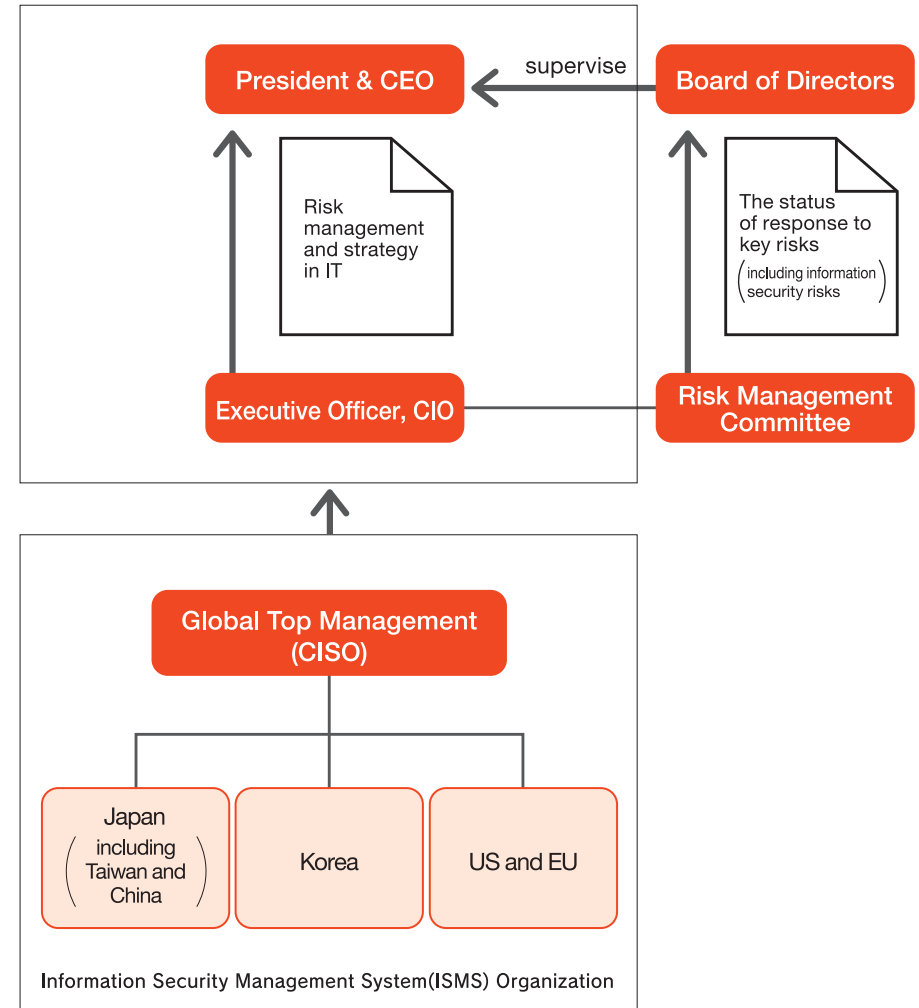 President & CEO
supervise
Board of Directors
Risk
management
and strategy
in IT
The status
of response to
key risks
(including information
security risks)
Executive Officer, CIO
Risk Management
Committee
Global Top Management
(CISO)
Japan
(including
Taiwan and
China)
Korea
US and EU
Information Security Management System(ISMS) Organization